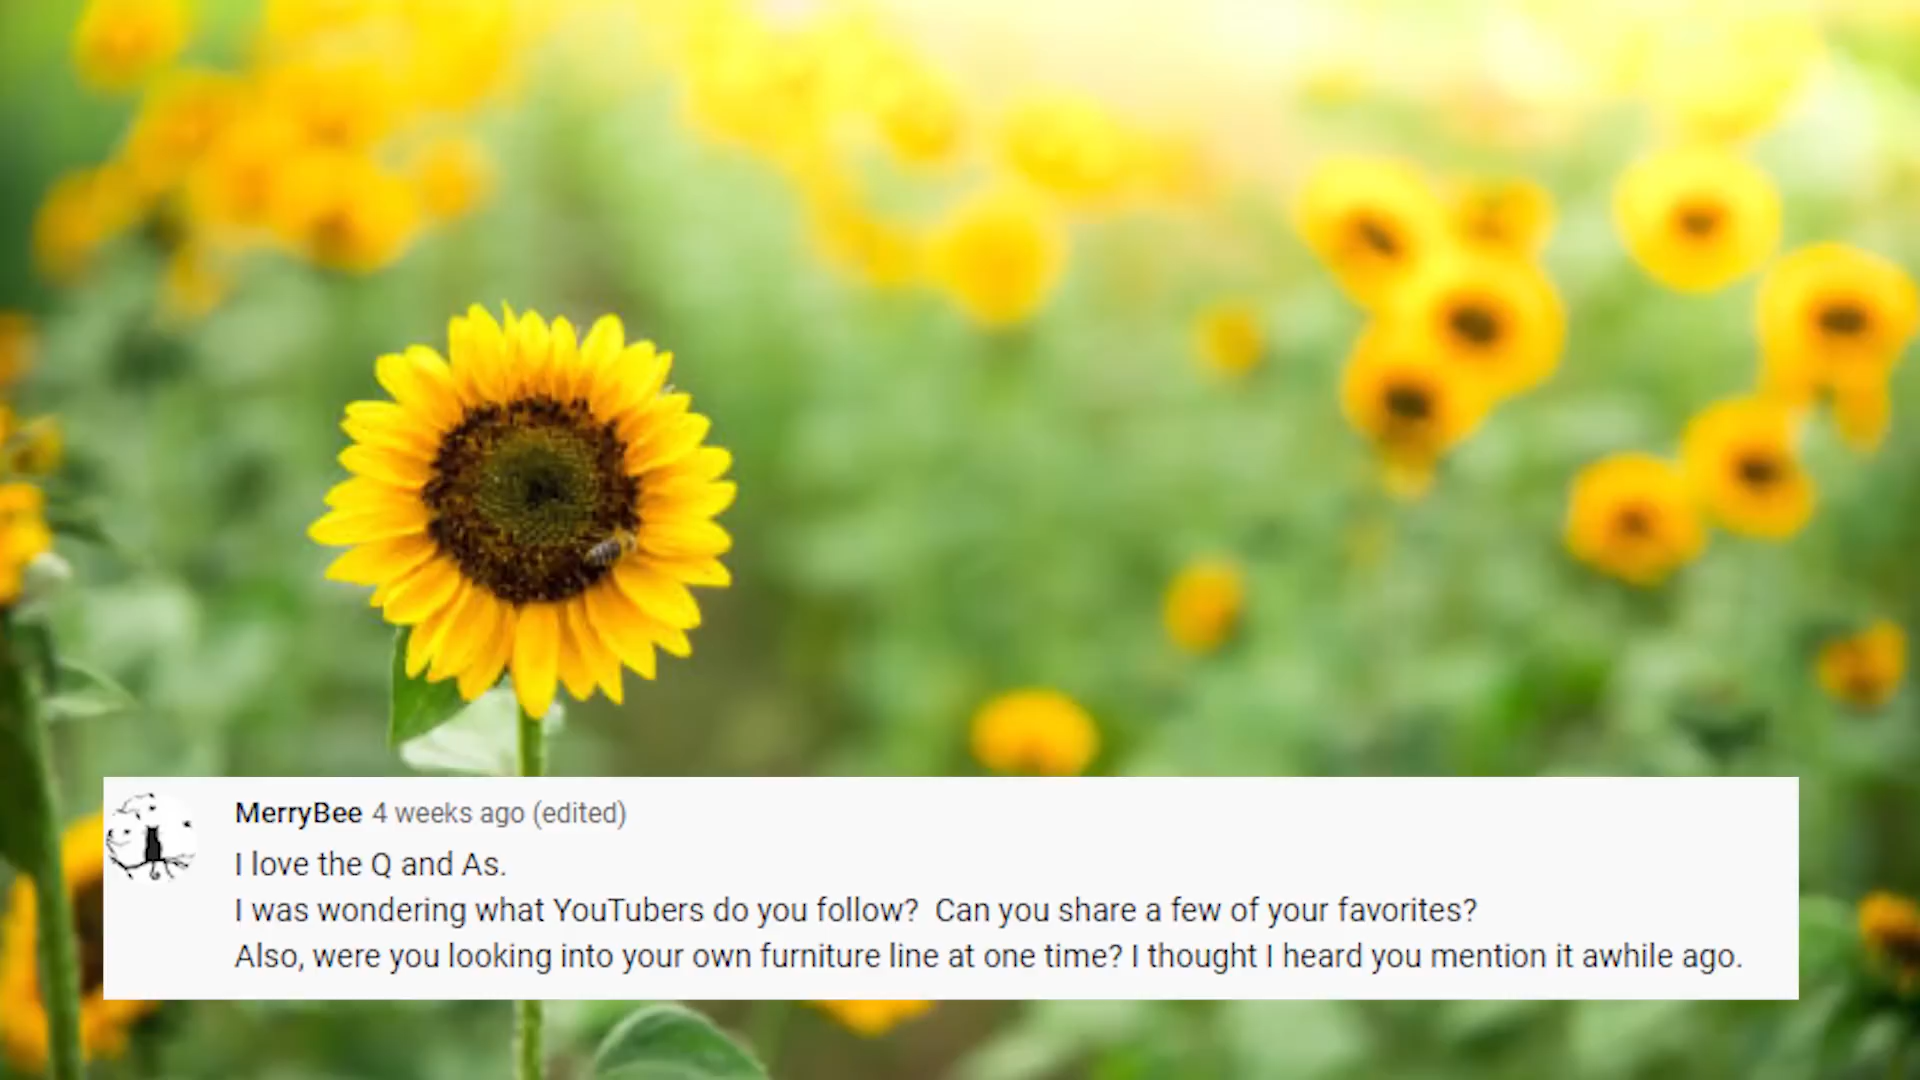 MerryBee 4 weeks ago (edited)
I love the Q and As.
I was wondering what YouTubers do you follow?  Can you share a few of your favorites?
Also, were you looking into your own furniture line at one time? I thought I heard you mention it awhile ago.